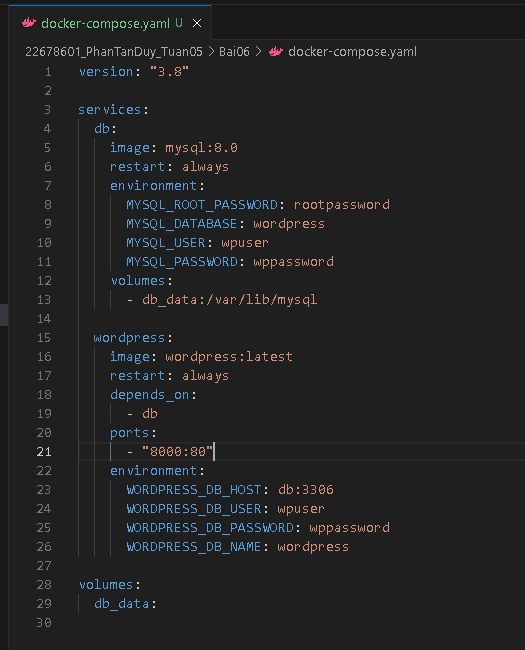 docker-compose.yaml U ×
22678601_PhanTanDuy_Tuan05 > Bai06 > docker-compose.yaml
1 version: "3.8"
2
3 services:
4   db:
5     image: mysql:8.0
6     restart: always
7     environment:
8       MYSQL_ROOT_PASSWORD: rootpassword
9       MYSQL_DATABASE: wordpress
10       MYSQL_USER: wpuser
11       MYSQL_PASSWORD: wppassword
12     volumes:
13       - db_data:/var/lib/mysql
14
15   wordpress:
16     image: wordpress:latest
17     restart: always
18     depends_on:
19       - db
20     ports:
21       - "8000:80"
22     environment:
23       WORDPRESS_DB_HOST: db:3306
24       WORDPRESS_DB_USER: wpuser
25       WORDPRESS_DB_PASSWORD: wppassword
26       WORDPRESS_DB_NAME: wordpress
27
28 volumes:
29   db_data:
30